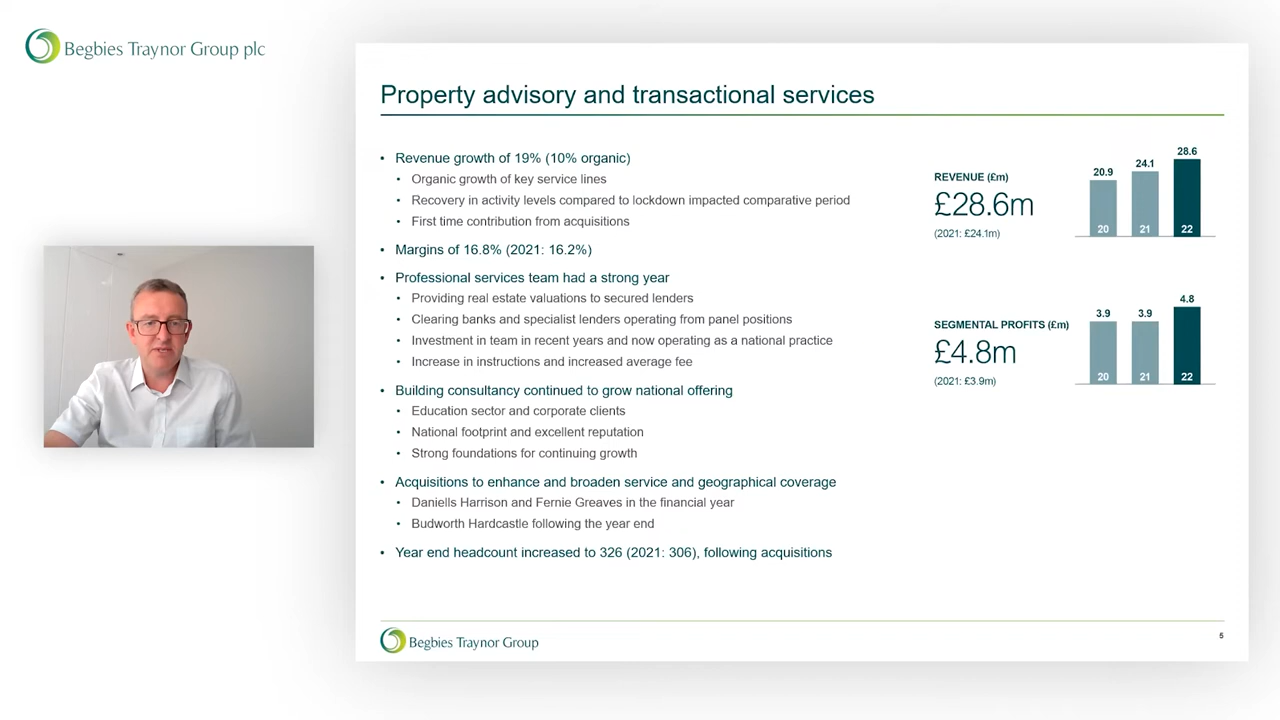 Begbies Traynor Group plc
Property advisory and transactional services
• Revenue growth of 19% (10% organic)
• Organic growth of key service lines
• Recovery in activity levels compared to lockdown impacted comparative period
• First time contribution from acquisitions
• Margins of 16.8% (2021: 16.2%)
• Professional services team had a strong year
• Providing real estate valuations to secured lenders
• Clearing banks and specialist lenders operating from panel positions
• Investment in team in recent years and now operating as a national practice
• Increase in instructions and increased average fee
• Building consultancy continued to grow national offering
• Education sector and corporate clients
• National footprint and excellent reputation
• Strong foundations for continuing growth
• Acquisitions to enhance and broaden service and geographical coverage
• Daniells Harrison and Fernie Greaves in the financial year
• Budworth Hardcastle following the year end
• Year end headcount increased to 326 (2021: 306), following acquisitions
REVENUE (£m)
£28.6m
(2021: £24.1m)
20.9
24.1
28.6
20
21
22
SEGMENTAL PROFITS (£m)
£4.8m
(2021: £3.9m)
3.9
3.9
4.8
20
21
22
Begbies Traynor Group
5